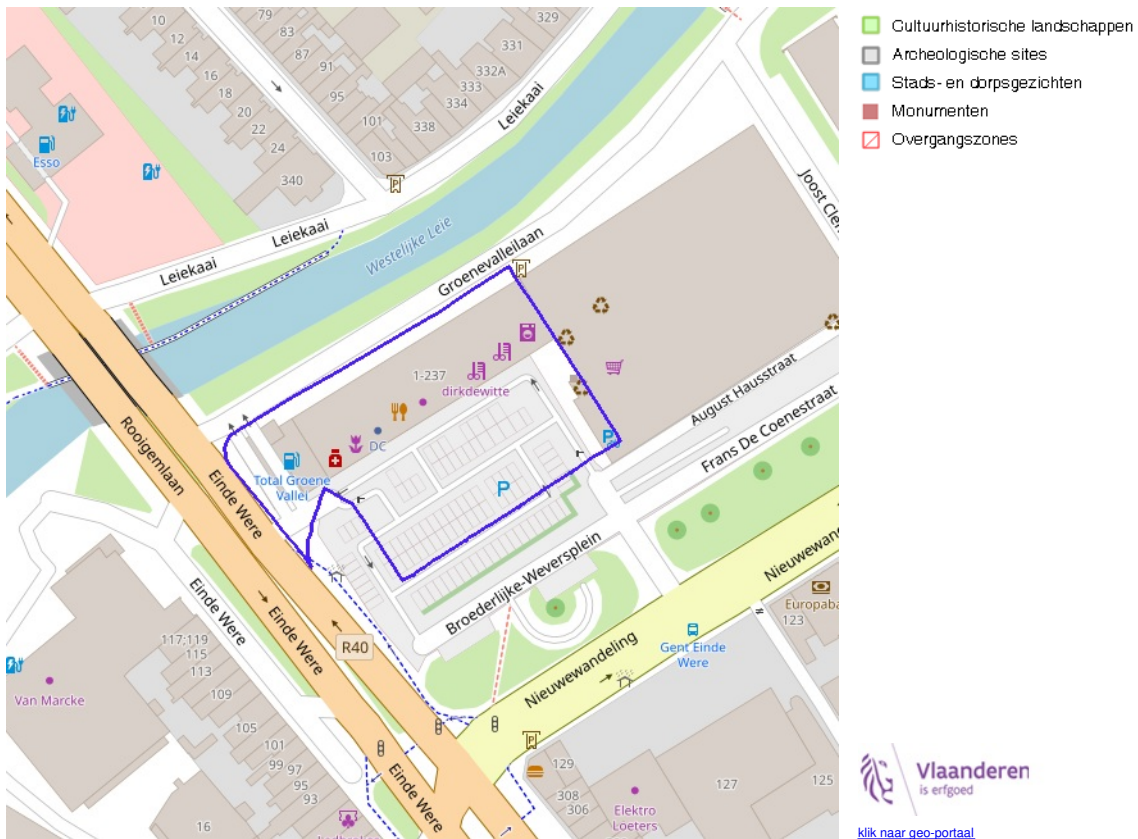 79
10
12
14
16
18
20
22
24
340
83
87
91
95
101
103
329
331
332A
333
334
338
Leiekaai
Esso
Leiekaai
Leiekaai
Westelijke Leie
Groenevalleilaan
Joost Cler
1-237
dirkdewitte
DC
Total Groene
Vallei
P
P
August Hausstraat
Frans De Coenestraat
Rooigemlaan
Einde Were
Broederlijke-Weversplein
Nieuwewandeling
Nieuwewan
Europaba
123
Gent Einde
Were
Einde Were
Einde Were
R40
117;119
115
113
109
105
101
99
97
95
93
Van Marcke
Einde Were
16
129
308
306
Elektro
Loeters
127
125
Cultuurhistorische landschappen
Archeologische sites
Stads- en dorpsgezichten
Monumenten
Overgangszones
Vlaanderen
is erfgoed
klik naar geo-portaal